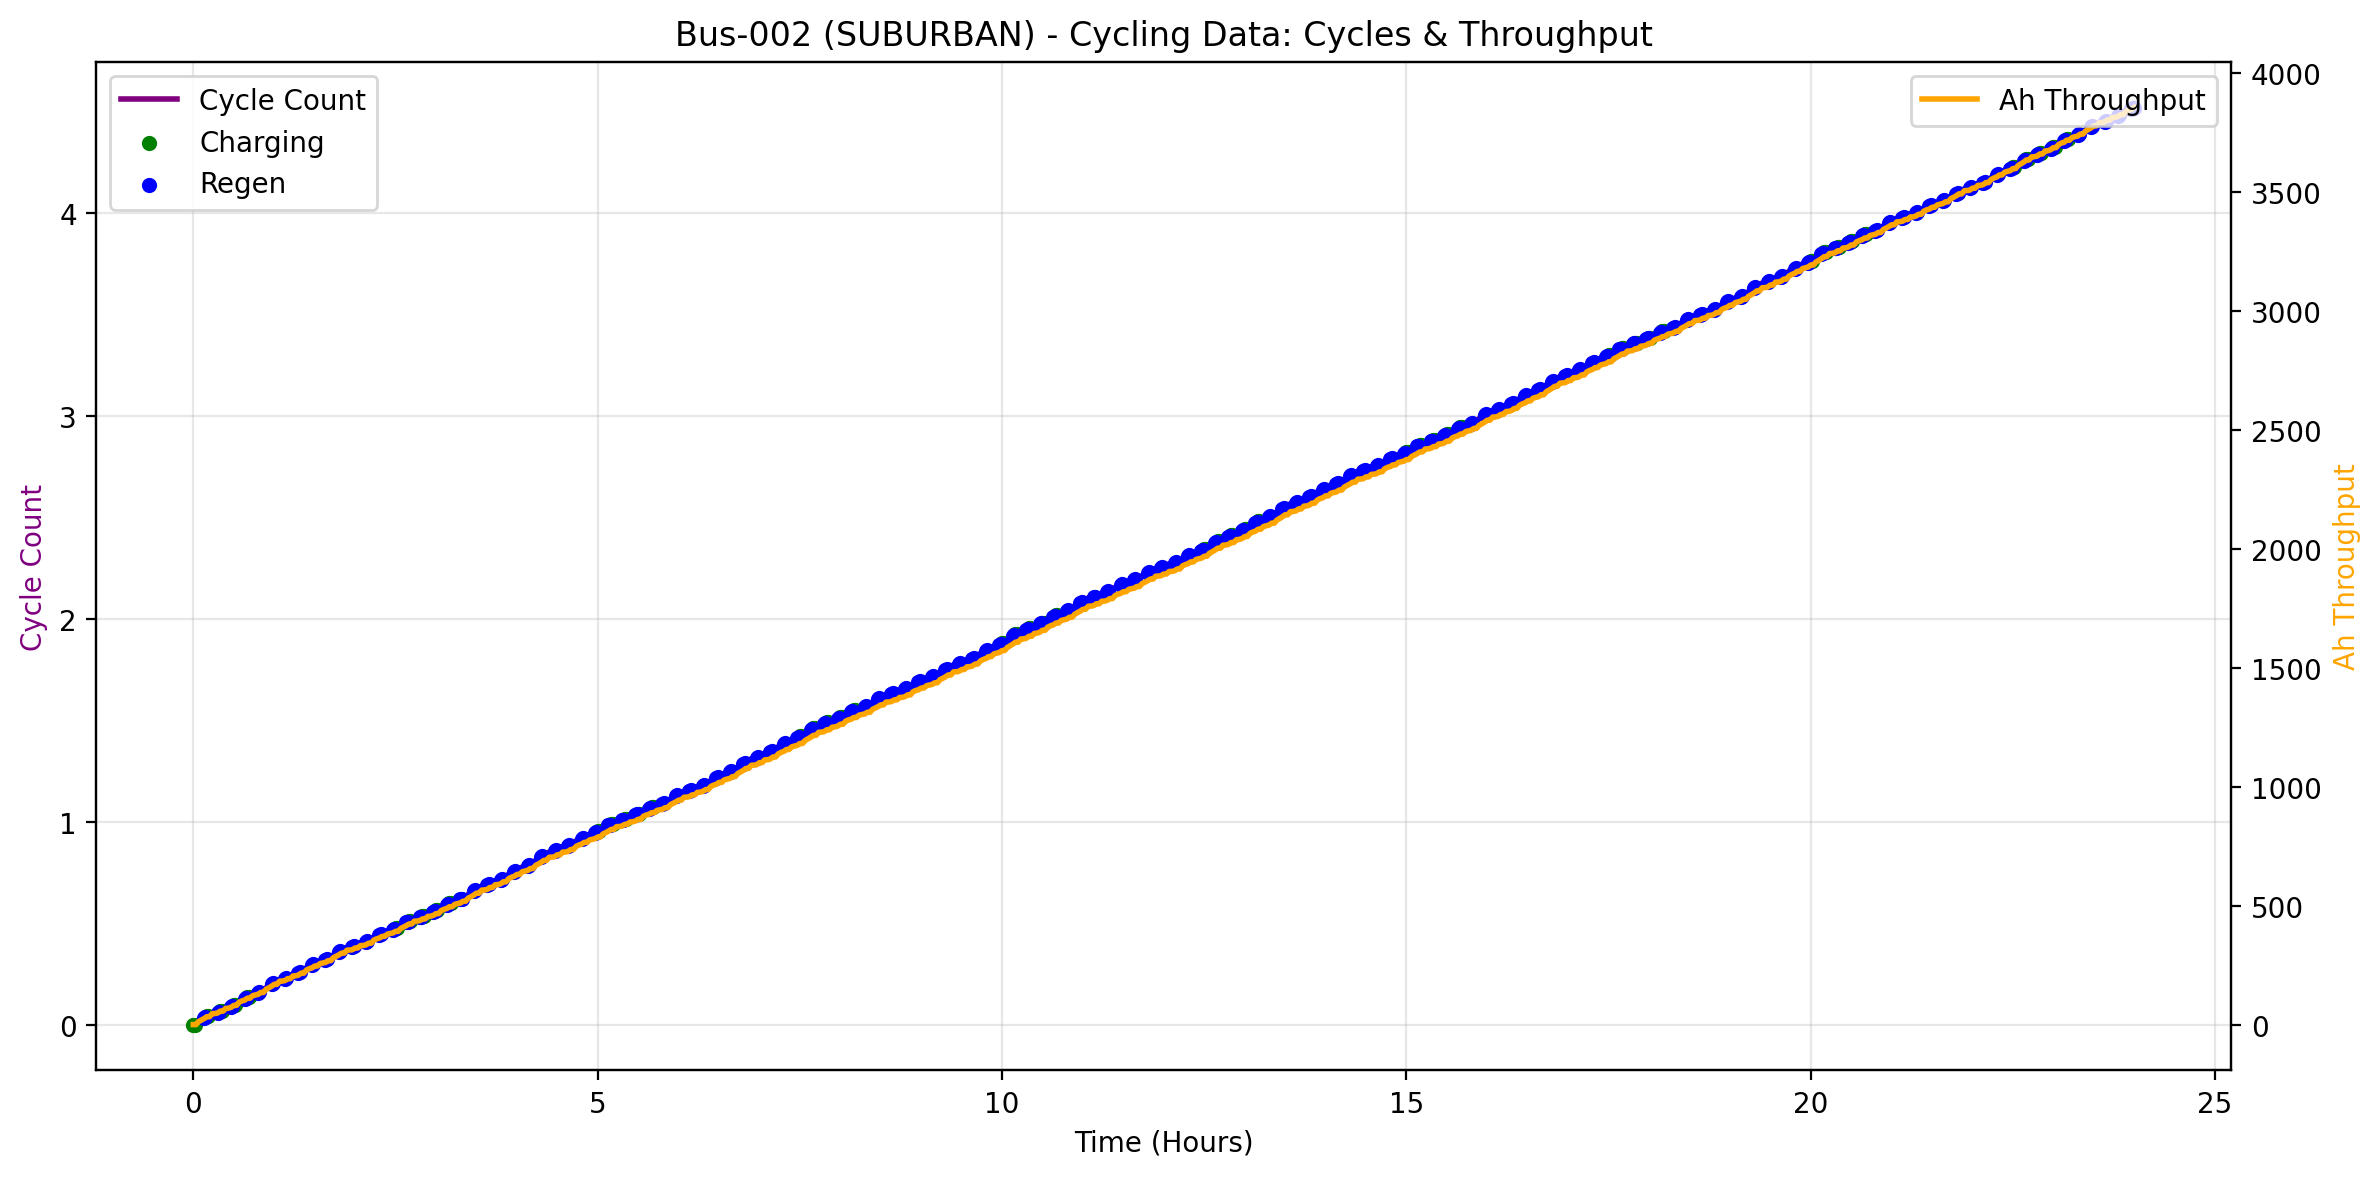 Bus-002 (SUBURBAN) - Cycling Data: Cycles & Throughput
Cycle Count
Charging
Regen
Ah Throughput
4
3
2
1
0
Cycle Count
4000
3500
3000
2500
2000
1500
1000
500
0
Ah Throughput
0
5
10
15
20
25
Time (Hours)